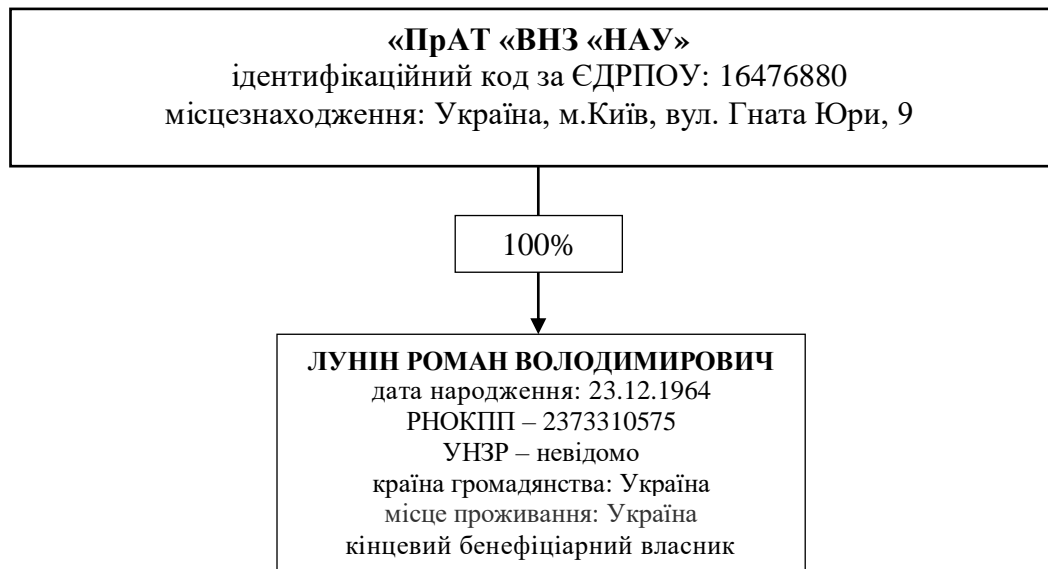 «ПрАТ «ВНЗ «НАУ»
ідентифікаційний код за ЄДРПОУ: 16476880
місцезнаходження: Україна, м.Київ, вул. Гната Юри, 9
100%
ЛУНІН РОМАН ВОЛОДИМИРОВИЧ
дата народження: 23.12.1964
РНОКПП – 2373310575
УНЗР – невідомо
країна громадянства: Україна
місце проживання: Україна
кінцевий бенефіціарний власник